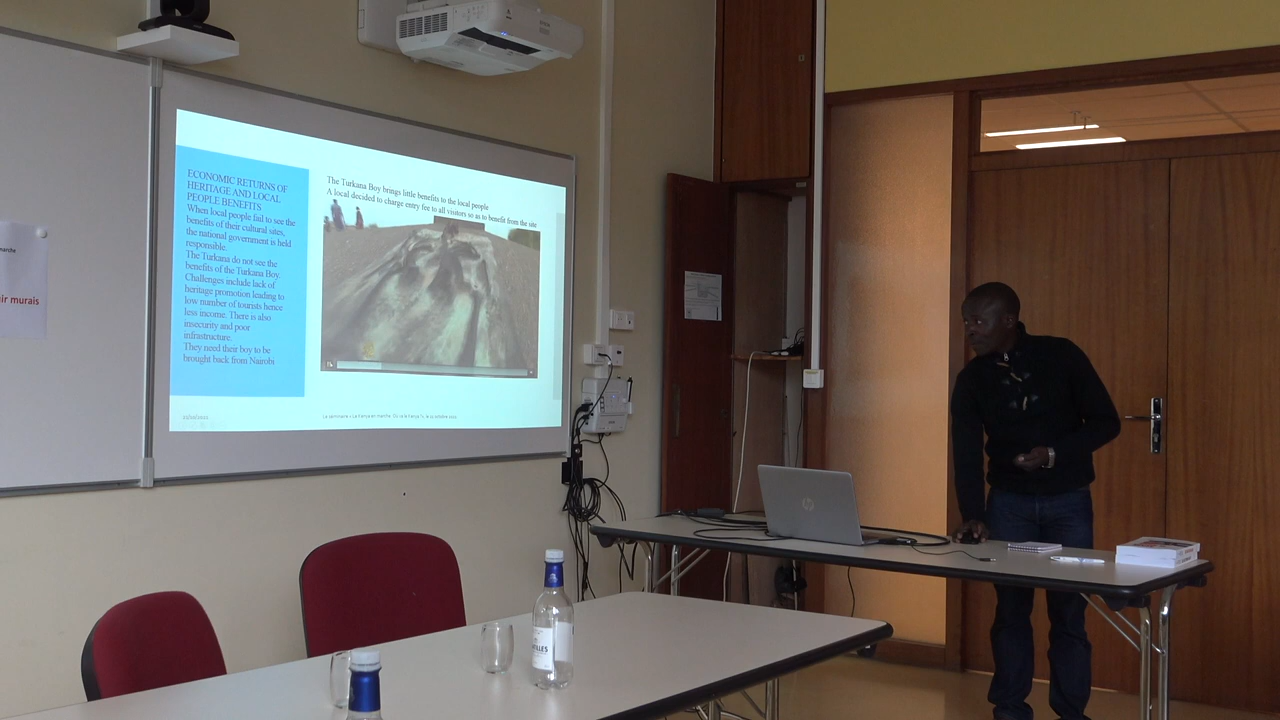 marche
ir murais
ECONOMIC RETURNS OF
HERITAGE AND LOCAL
PEOPLE BENEFITS
When local people fail to see the
benefits of their cultural sites,
the national government is held
responsible.
The Turkana do not see the
benefits of the Turkana Boy.
Challenges include lack of
heritage promotion leading to
low number of tourists hence
less income. There is also
insecurity and poor
infrastructure.
They need their boy to be
brought back from Nairobi
The Turkana Boy brings little benefits to the local people
A local decided to charge entry fee to all visitors so as to benefit from the site
hp